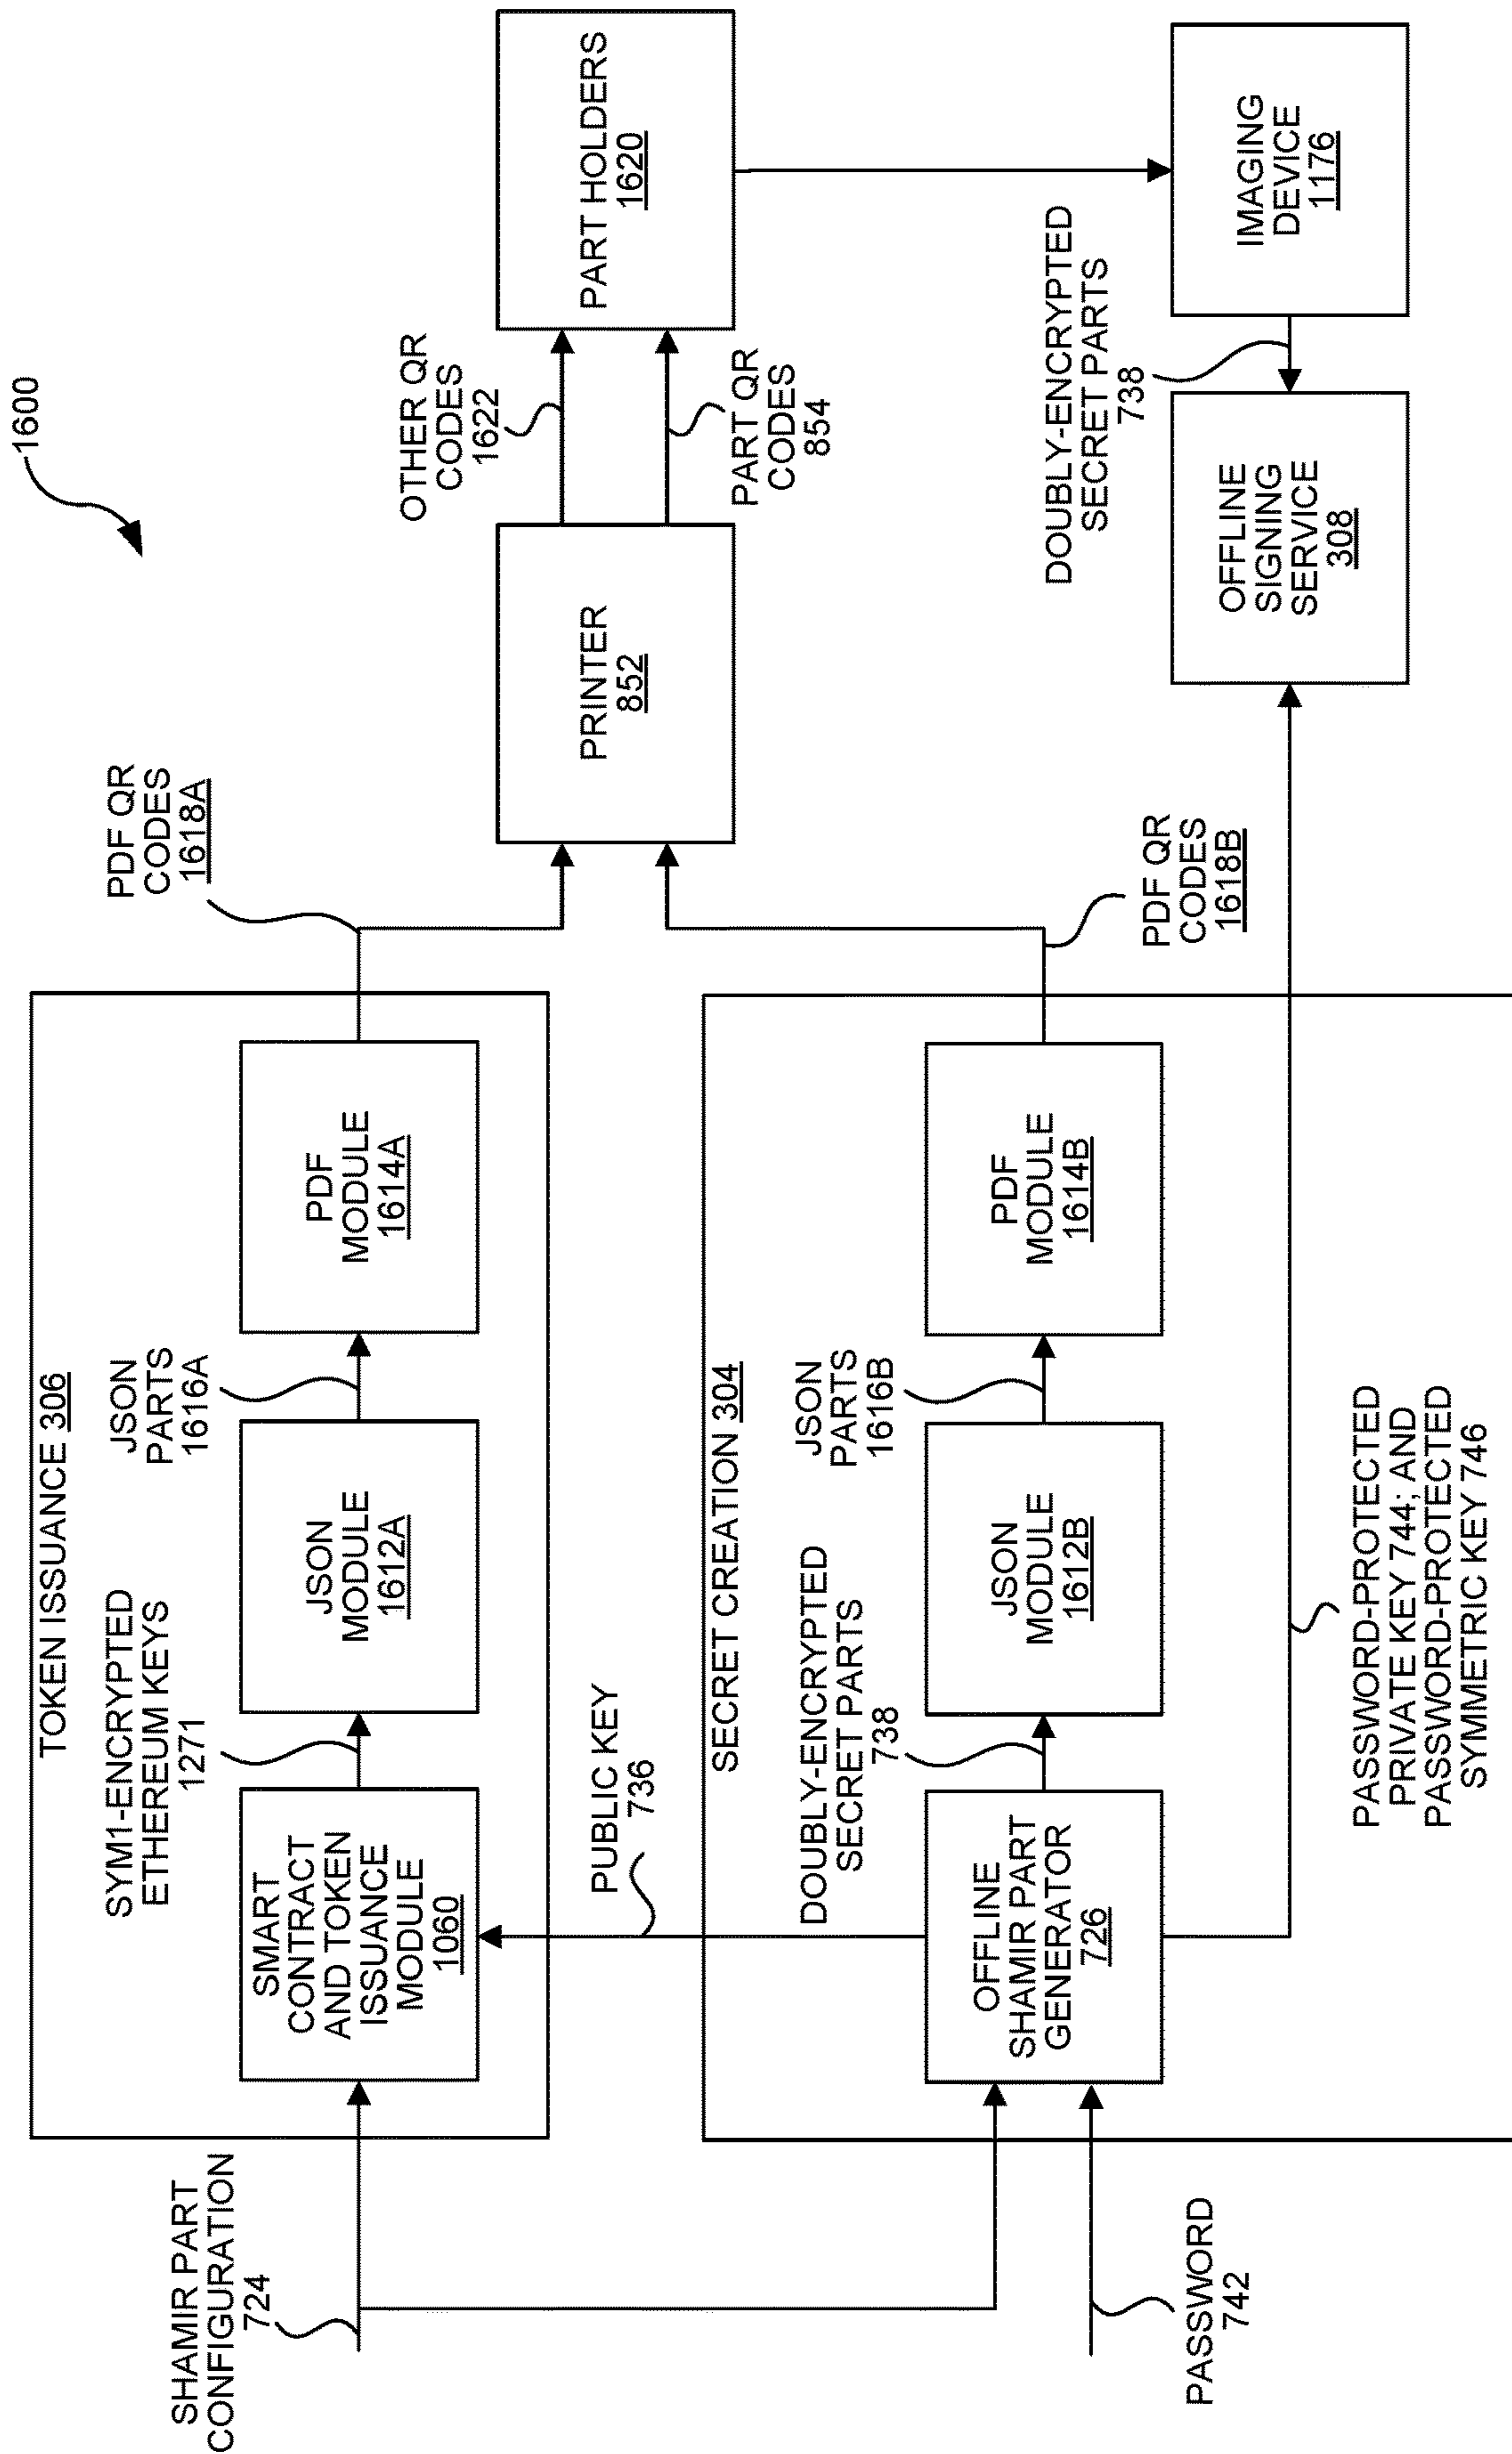 1600
TOKEN ISSUANCE 306
SHAMIR PART
CONFIGURATION
724
SMART
CONTRACT
AND TOKEN
ISSUANCE
MODULE
1060
SYM1-ENCRYPTED
ETHEREUM KEYS
1271
JSON
MODULE
1612A
JSON
PARTS
1616A
PDF
MODULE
1614A
PDF QR
CODES
1618A
PUBLIC KEY
736
SECRET CREATION 304
PASSWORD
742
OFFLINE
SHAMIR PART
GENERATOR
726
DOUBLY-ENCRYPTED
SECRET PARTS
738
JSON
MODULE
1612B
JSON
PARTS
1616B
PDF
MODULE
1614B
PDF QR
CODES
1618B
PRINTER
852
OTHER QR
CODES
1622
PART QR
CODES
854
PART HOLDERS
1620
PASSWORD-PROTECTED
PRIVATE KEY 744; AND
PASSWORD-PROTECTED
SYMMETRIC KEY 746
OFFLINE
SIGNING
SERVICE
308
DOUBLY-ENCRYPTED
SECRET PARTS
738
IMAGING
DEVICE
1176